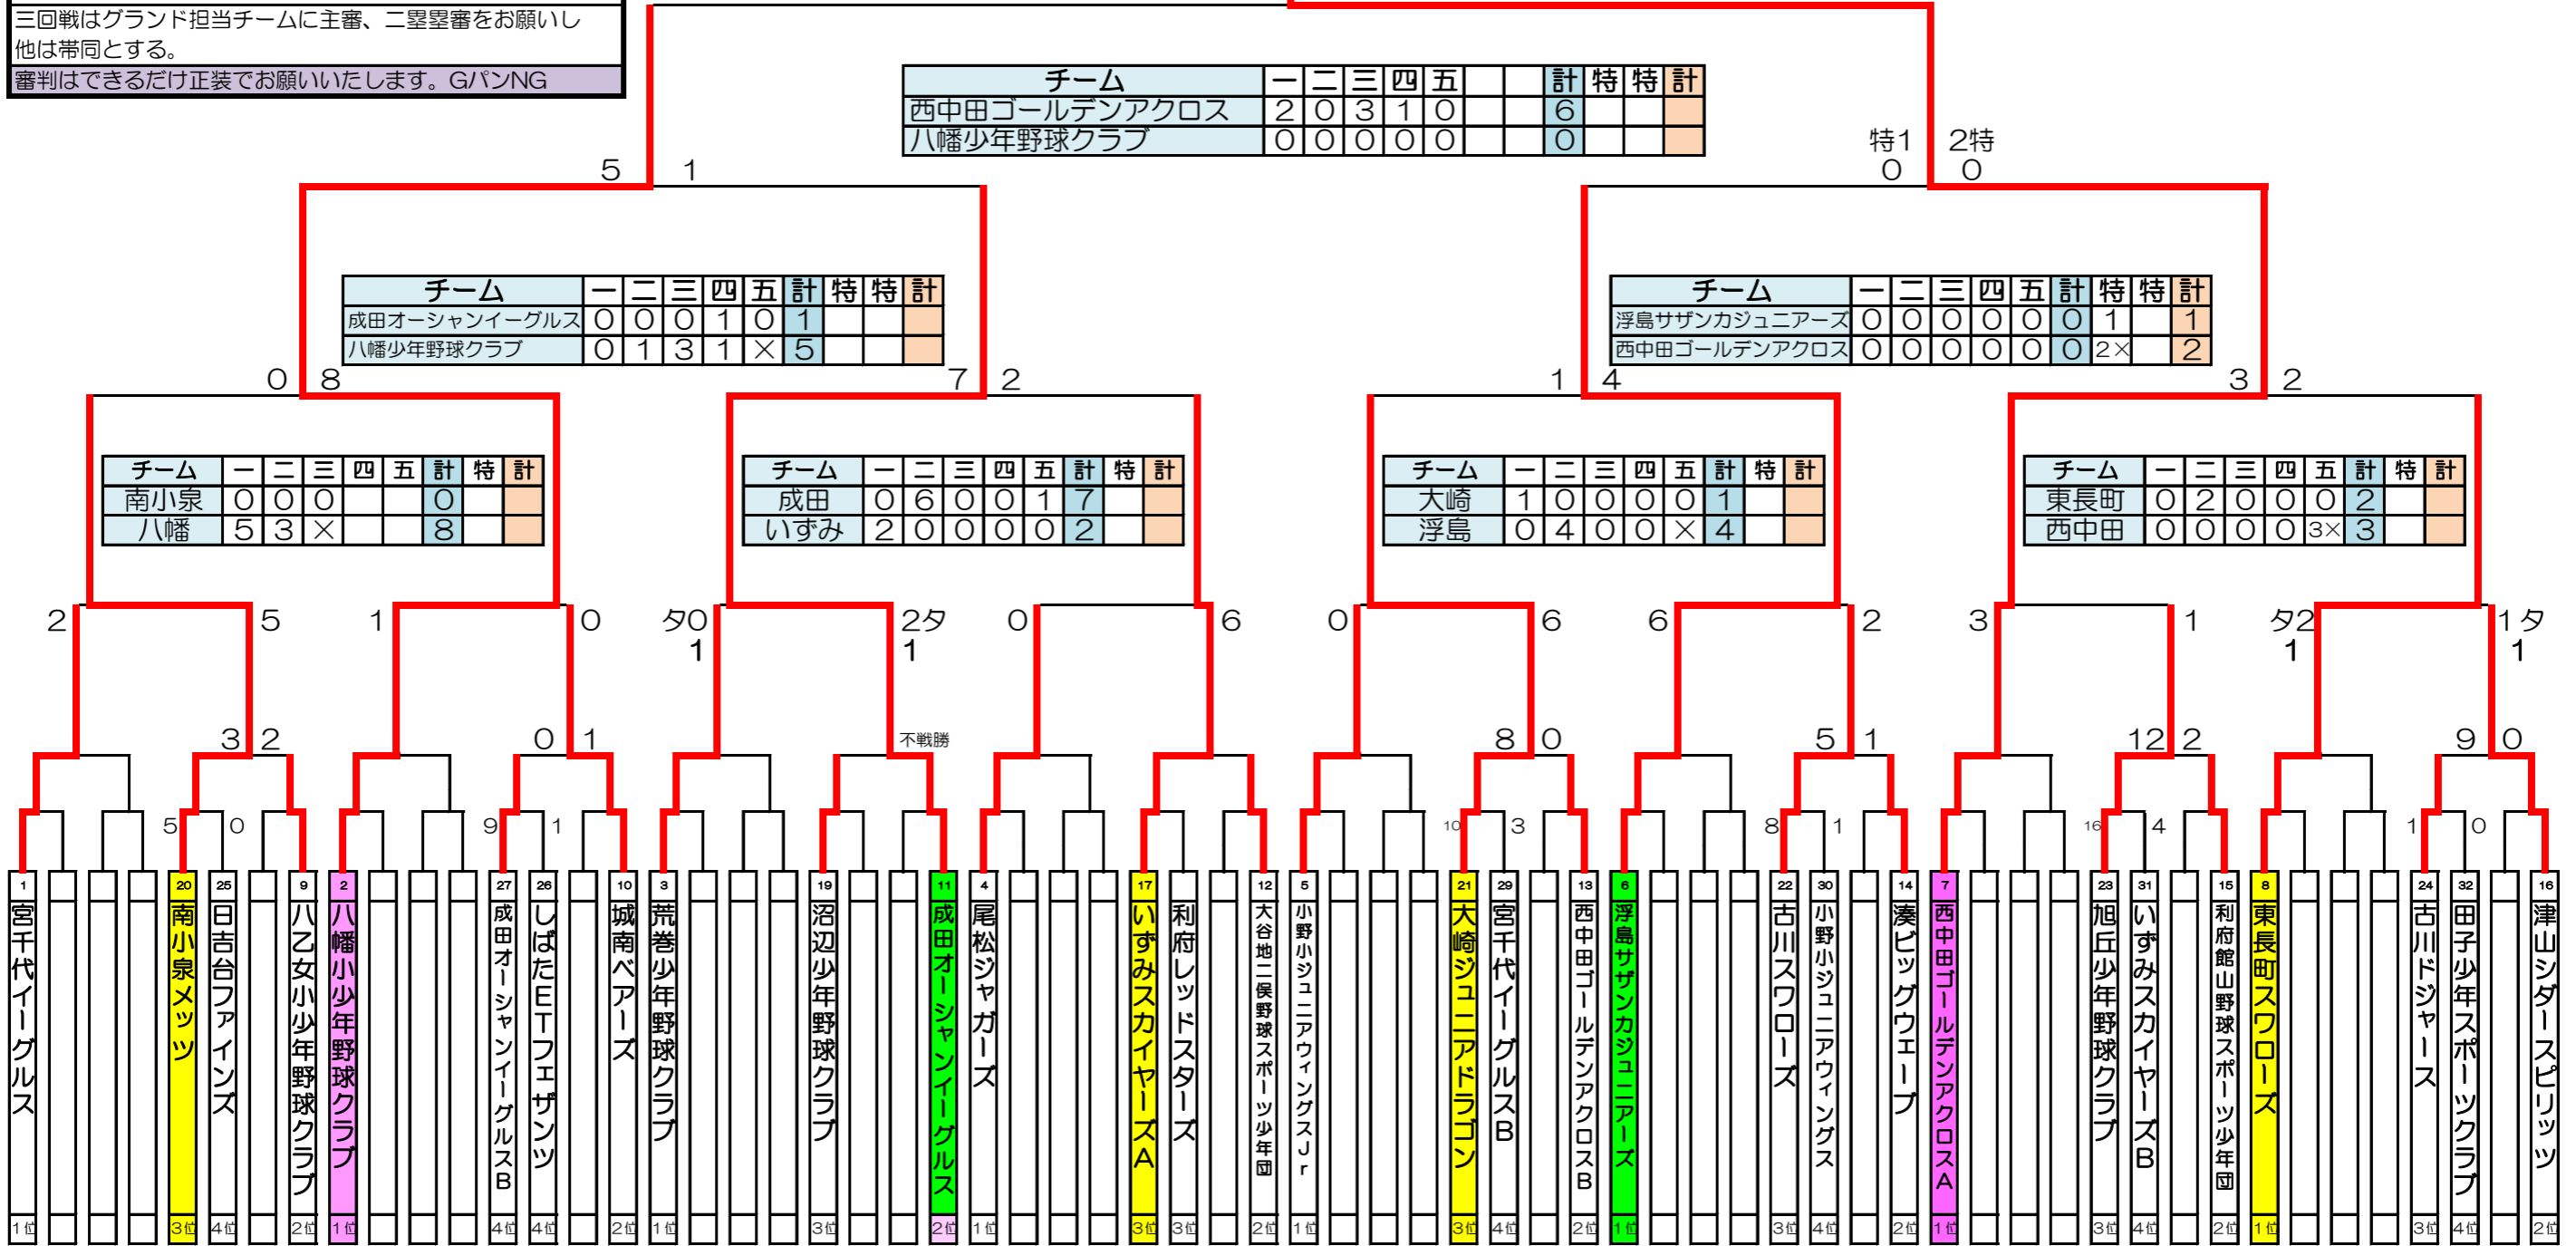 三回戦はグランド担当チームに主審、二塁塁審をお願いし
他は帯同とする。
審判はできるだけ正装でお願いいたします。GパンNG
チーム 一 二 三 四 五 計 特 特 計
西中田ゴールデンアクロス 2 0 3 1 0 6
八幡少年野球クラブ 0 0 0 0 0 0
特1 2特
5 1 0 0
チーム 一 二 三 四 五 計 特 特 計
成田オーシャンイーグルス 0 0 0 1 0 1
八幡少年野球クラブ 0 1 3 1 × 5
チーム 一 二 三 四 五 計 特 特 計
浮島サザンカジュニアーズ 0 0 0 0 0 0 1 1
西中田ゴールデンアクロス 0 0 0 0 0 0 2× 2
0 8 7 2 1 4 3 2
チーム 一 二 三 四 五 計 特 計
南小泉 0 0 0 0
八幡 5 3 × 8
チーム 一 二 三 四 五 計 特 計
成田 0 6 0 0 1 7
いずみ 2 0 0 0 0 2
チーム 一 二 三 四 五 計 特 計
大崎 1 0 0 0 0 1
浮島 0 4 0 0 × 4
チーム 一 二 三 四 五 計 特 計
東長町 0 2 0 0 0 2
西中田 0 0 0 0 3× 3
2 5 1 0 タ0 2タ 0 6 0 6 6 2 3 1 タ2 1タ
1 1 1 1
3 2 0 1 不戦勝 8 0 5 1 12 2 9 0
5 0 9 1 10 3 8 1 16 4 1 0
1 宮千代イーグルス 1位
20 南小泉メッツ 3位
25 日吉台ファインズ 4位
9 八乙女小少年野球クラブ 2位
2 八幡小少年野球クラブ 1位
27 成田オーシャンイーグルスB 4位
26 しばたETフェザンツ 4位
10 城南ベアーズ 2位
3 荒巻少年野球クラブ 1位
19 沼辺少年野球クラブ 3位
11 成田オーシャンイーグルス 2位
4 尾松ジャガーズ 1位
17 いずみスカイヤーズA 3位
利府レッドスターズ 3位
12 大谷地二俣野球スポーツ少年団 2位
5 小野小ジュニアウィングスJr 1位
21 大崎ジュニアドラゴン 3位
29 宮千代イーグルスB 4位
13 西中田ゴールデンアクロスB 2位
6 浮島サザンカジュニアーズ 1位
22 古川スワローズ 3位
30 小野小ジュニアウィングス 4位
14 湊ビッグウェーブ 2位
7 西中田ゴールデンアクロスA 1位
23 旭丘少年野球クラブ 3位
31 いずみスカイヤーズB 4位
15 利府館山野球スポーツ少年団 2位
8 東長町スワローズ 1位
24 古川ドジャース 3位
32 田子少年スポーツクラブ 4位
16 津山シダースピリッツ 2位